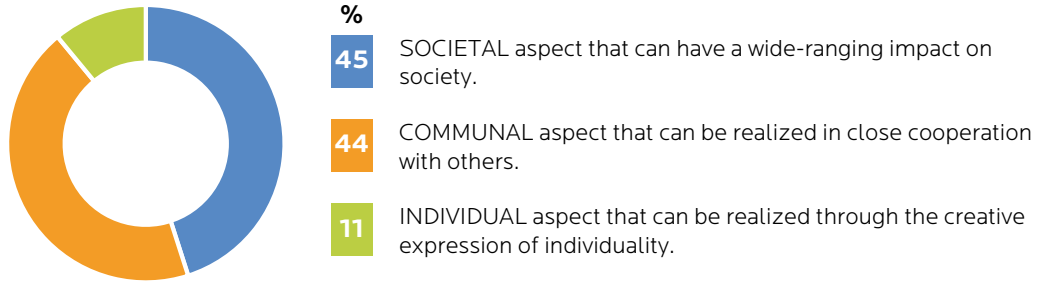 %
45
SOCIETAL aspect that can have a wide-ranging impact on
society.
44
COMMUNAL aspect that can be realized in close cooperation
with others.
11
INDIVIDUAL aspect that can be realized through the creative
expression of individuality.